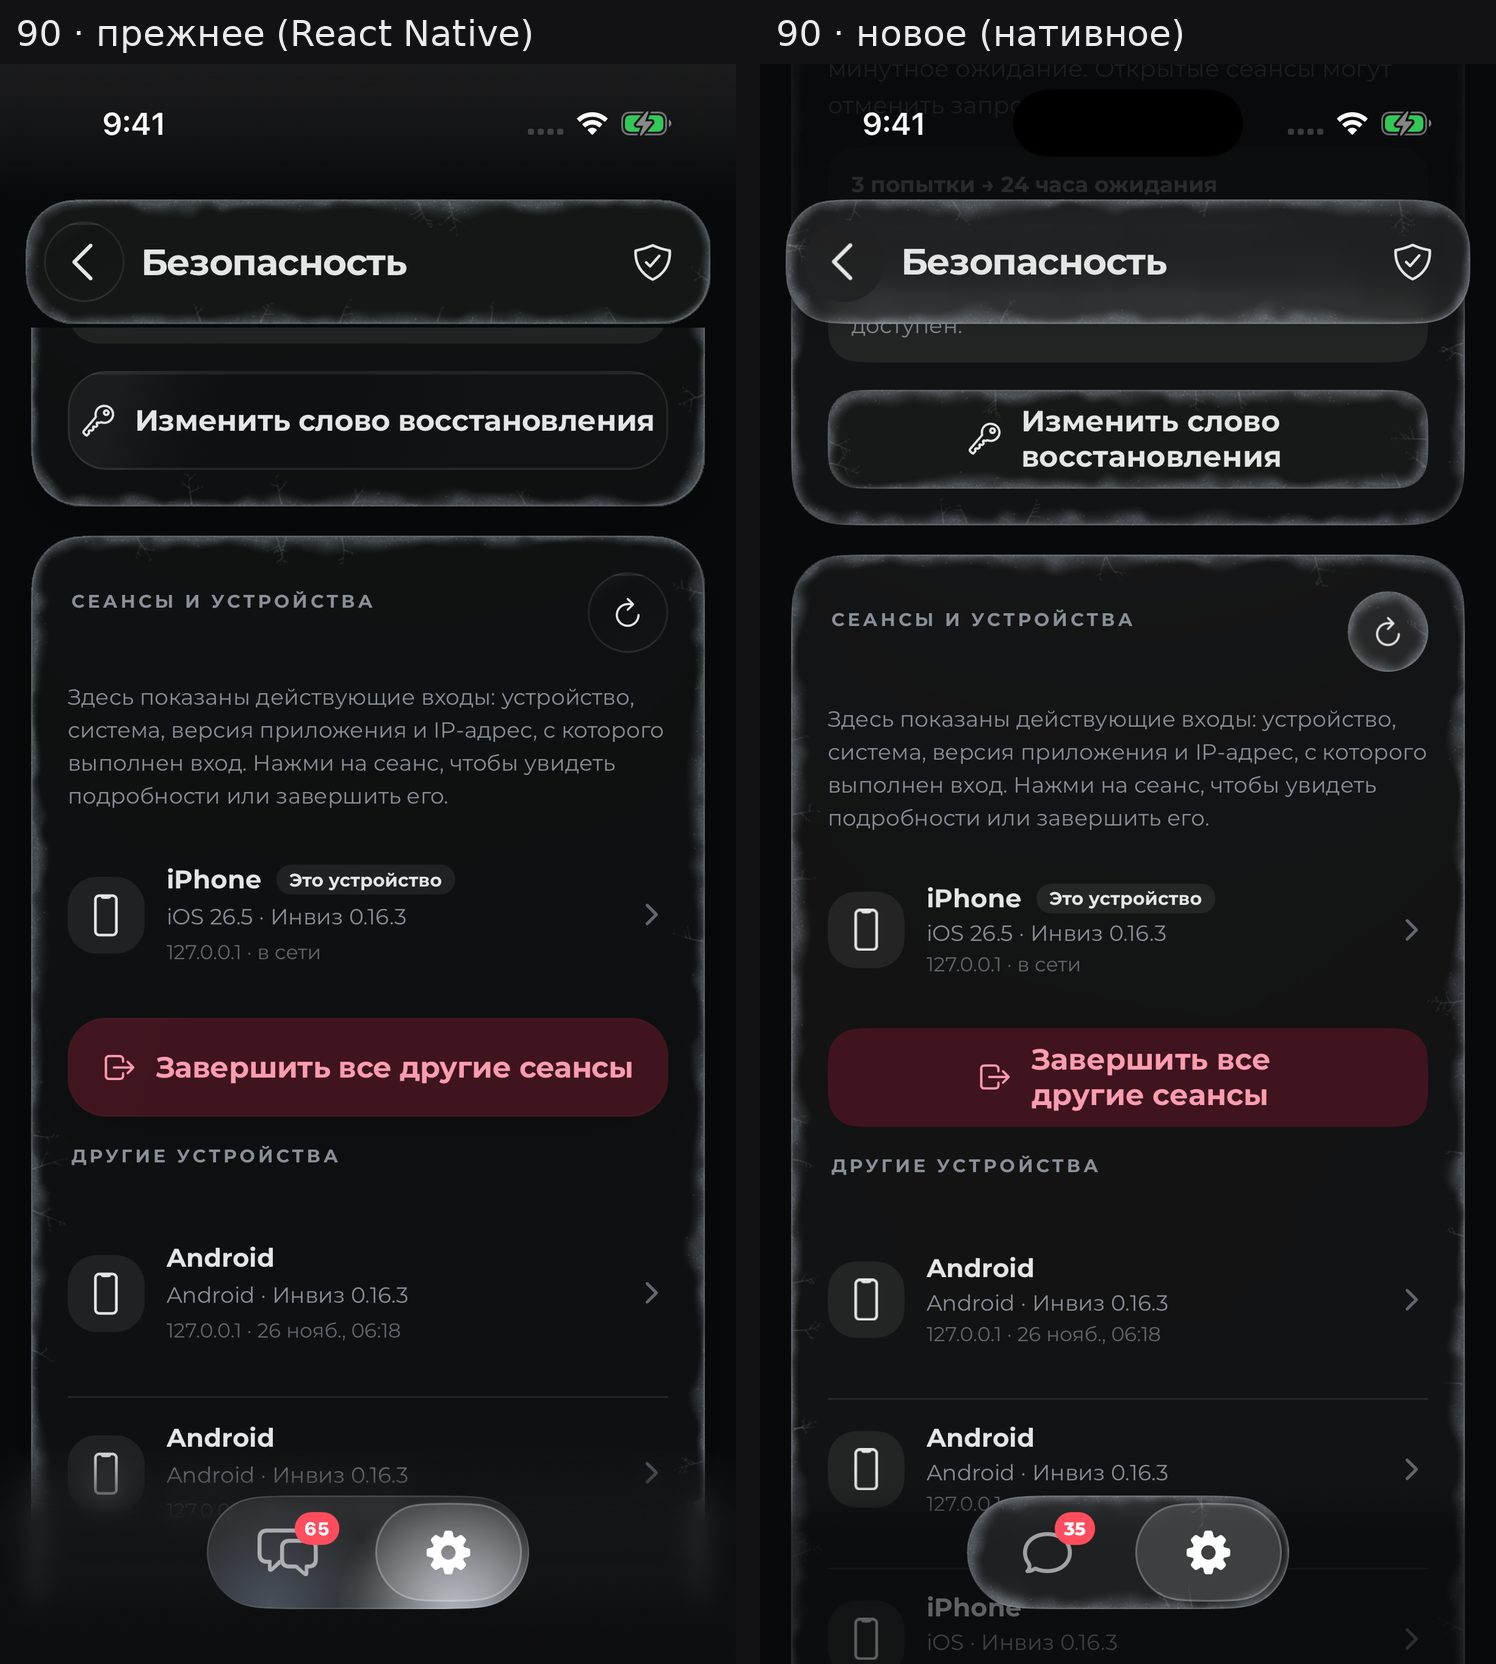 90 · прежнее (React Native)
9:41
Безопасность
Изменить слово восстановления
СЕАНСЫ И УСТРОЙСТВА
Здесь показаны действующие входы: устройство,
система, версия приложения и IP-адрес, с которого
выполнен вход. Нажми на сеанс, чтобы увидеть
подробности или завершить его.
iPhone Это устройство
iOS 26.5 · Инвиз 0.16.3
127.0.0.1 · в сети
Завершить все другие сеансы
ДРУГИЕ УСТРОЙСТВА
Android
Android · Инвиз 0.16.3
127.0.0.1 · 26 нояб., 06:18
Android
Android · Инвиз 0.16.3
65
90 · новое (нативное)
минутное ожидание. Открытые сеансы могут
отменить
9:41
3 попытки → 24 часа ожидания
Безопасность
доступен.
Изменить слово
восстановления
СЕАНСЫ И УСТРОЙСТВА
Здесь показаны действующие входы: устройство,
система, версия приложения и IP-адрес, с которого
выполнен вход. Нажми на сеанс, чтобы увидеть
подробности или завершить его.
iPhone Это устройство
iOS 26.5 · Инвиз 0.16.3
127.0.0.1 · в сети
Завершить все
другие сеансы
ДРУГИЕ УСТРОЙСТВА
Android
Android · Инвиз 0.16.3
127.0.0.1 · 26 нояб., 06:18
Android
Android · Инвиз 0.16.3
127.0.0.1
35
iPhone
iOS · Инвиз 0.16.3